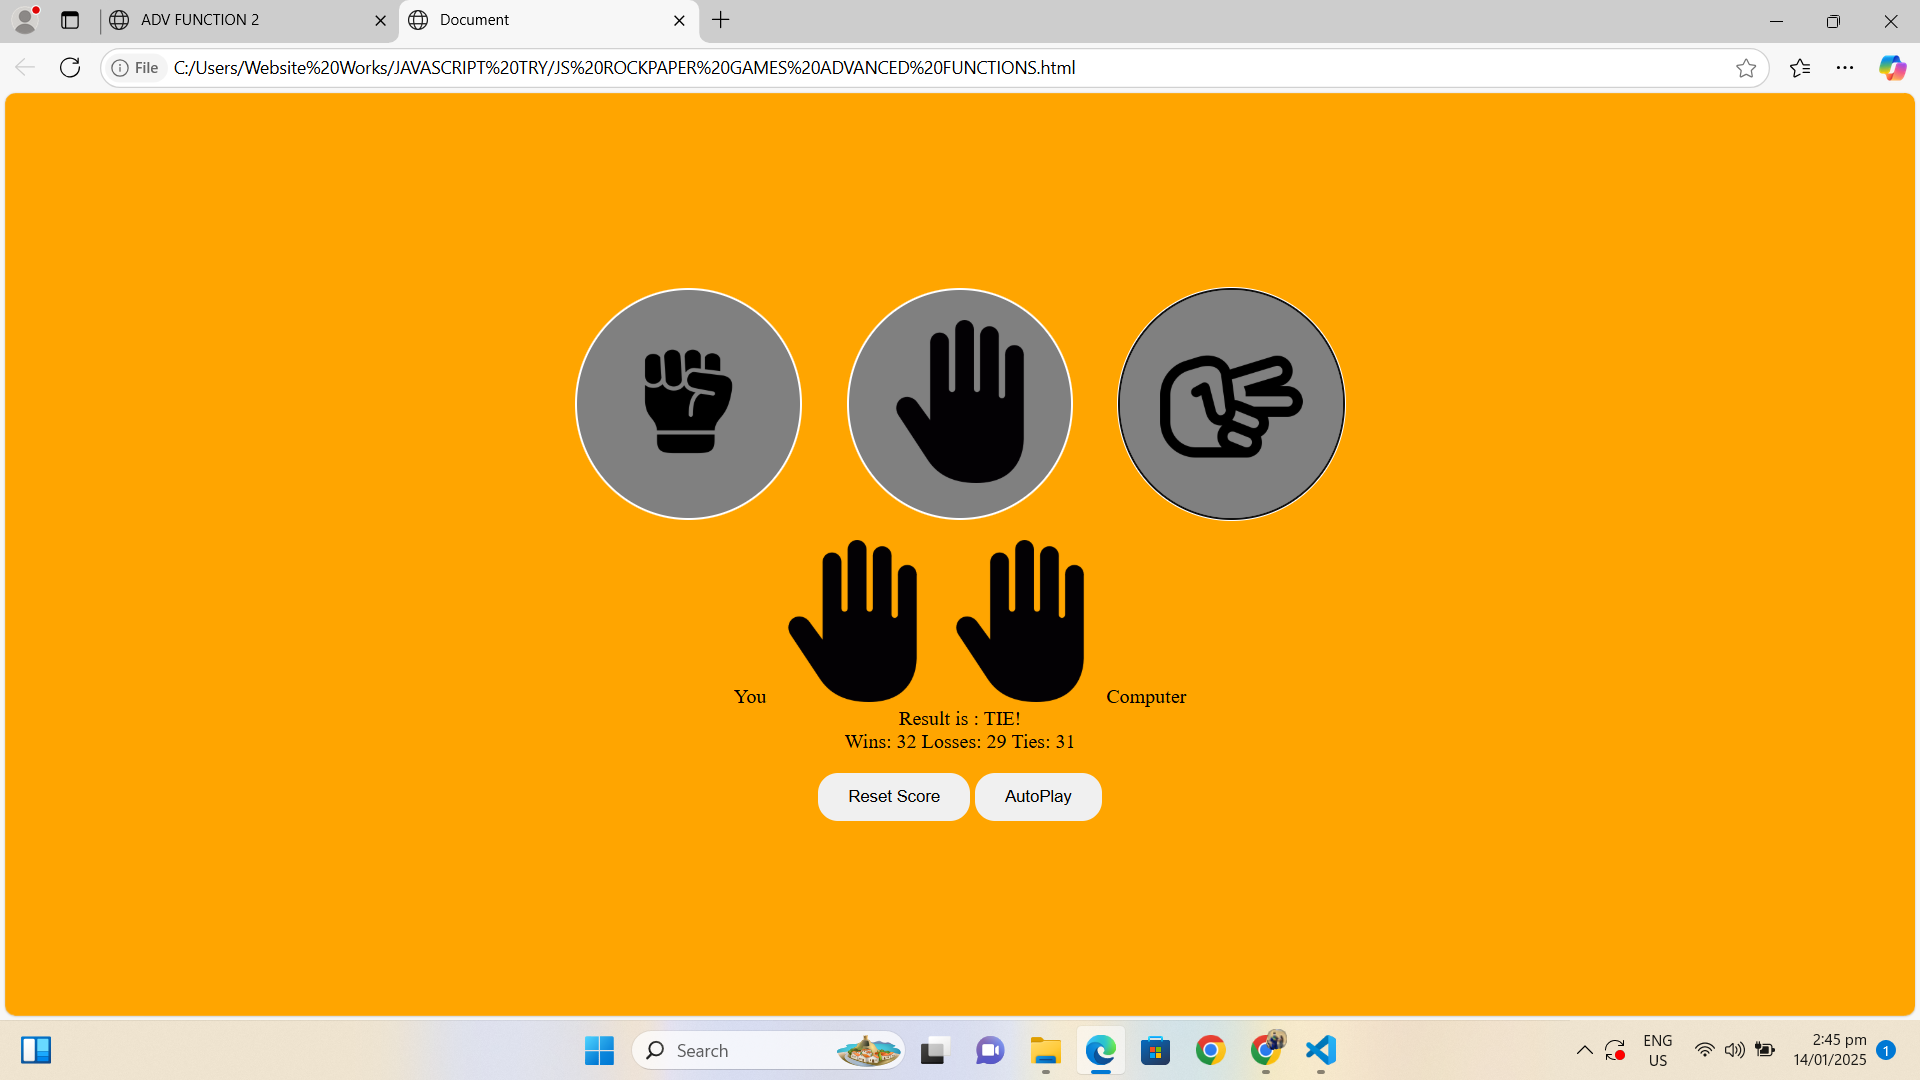 ADV FUNCTION 2
Document
File
C:/Users/Website%20Works/JAVASCRIPT%20TRY/JS%20ROCKPAPER%20GAMES%20ADVANCED%20FUNCTIONS.html
You
Computer
Result is : TIE!
Wins: 32 Losses: 29 Ties: 31
Reset Score
AutoPlay
Search
ENG
US
2:45 pm
14/01/2025
1